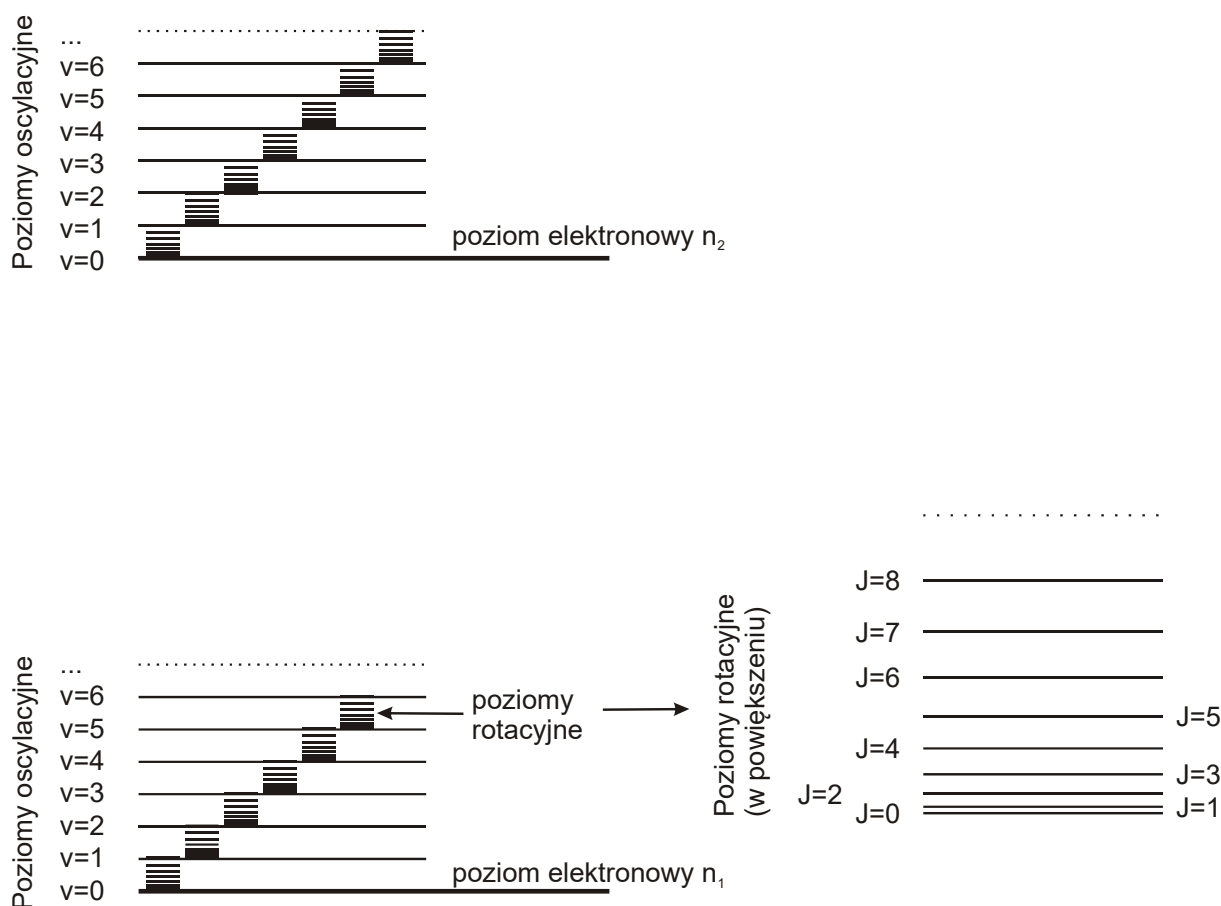 Poziomy oscylacyjne
...
v=6
v=5
v=4
v=3
v=2
v=1
v=0
poziom elektronowy n₂
Poziomy oscylacyjne
...
v=6
v=5
v=4
v=3
v=2
v=1
v=0
poziomy
rotacyjne
poziom elektronowy n₁
Poziomy rotacyjne
(w powiększeniu)
J=8
J=7
J=6
J=5
J=4
J=3
J=2
J=1
J=0